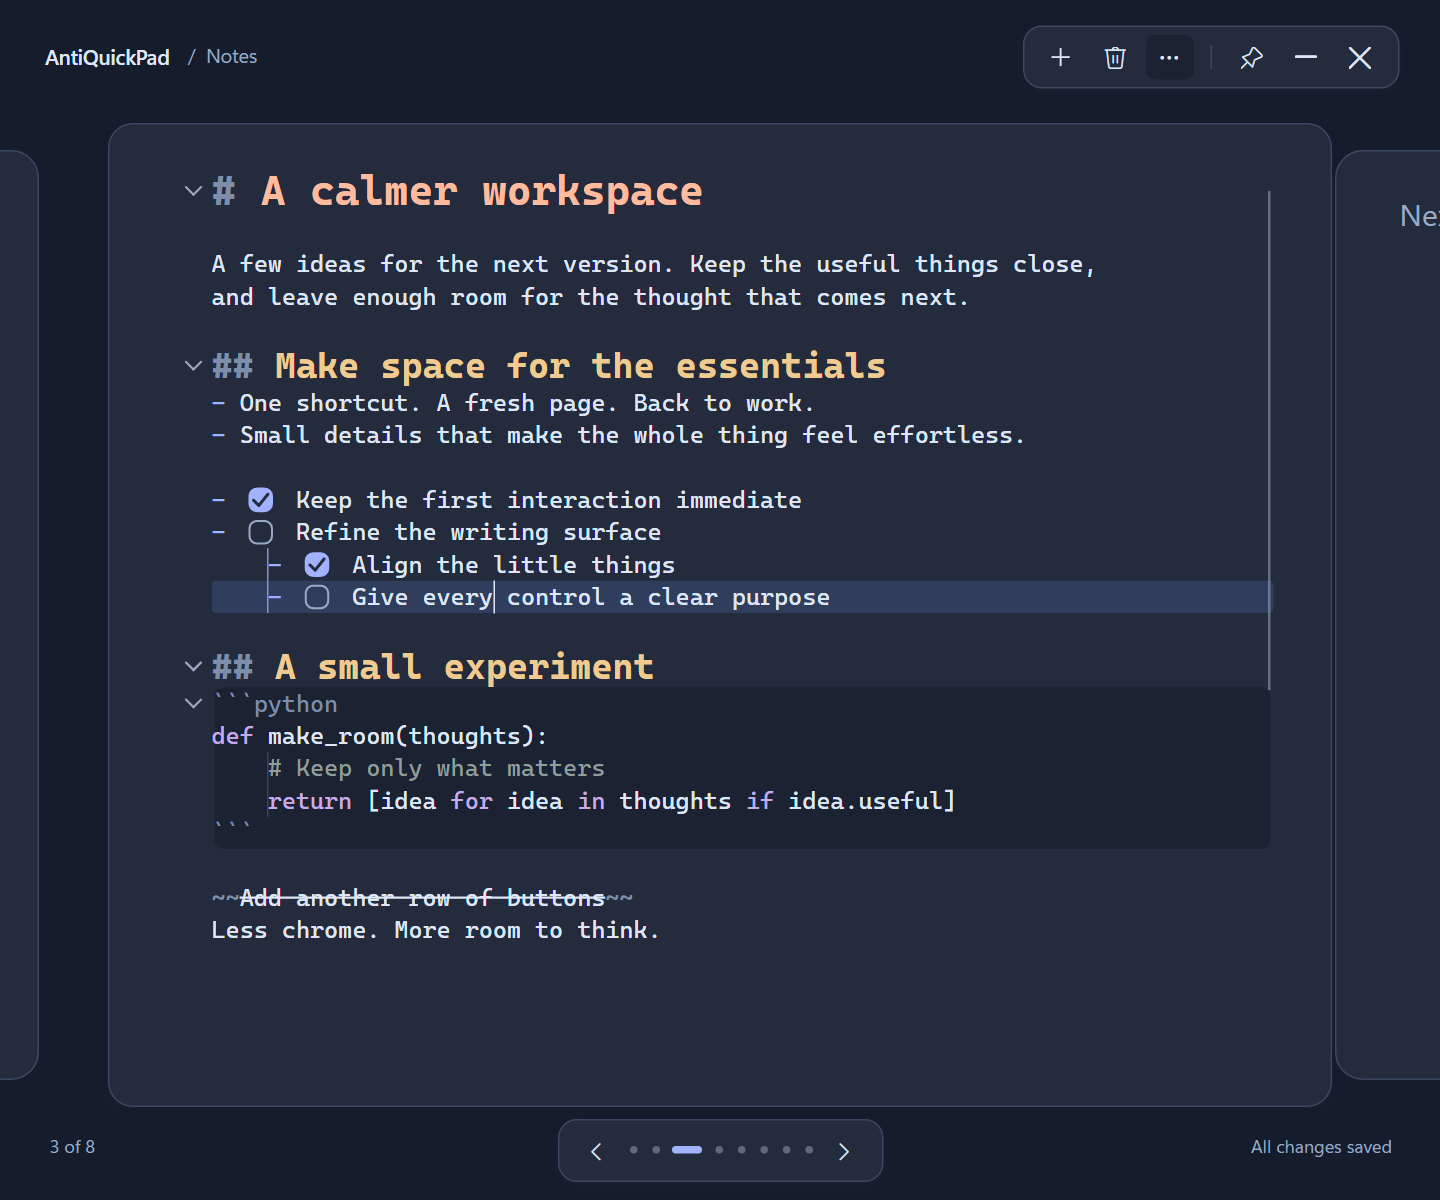 AntiQuickPad / Notes
# A calmer workspace
Nex
A few ideas for the next version. Keep the useful things close,
and leave enough room for the thought that comes next.
## Make space for the essentials
- One shortcut. A fresh page. Back to work.
- Small details that make the whole thing feel effortless.
- Keep the first interaction immediate
- Refine the writing surface
- Align the little things
- Give every control a clear purpose
## A small experiment
```python
def make_room(thoughts):
    # Keep only what matters
    return [idea for idea in thoughts if idea.useful]
```
~~Add another row of buttons~~
Less chrome. More room to think.
3 of 8
All changes saved